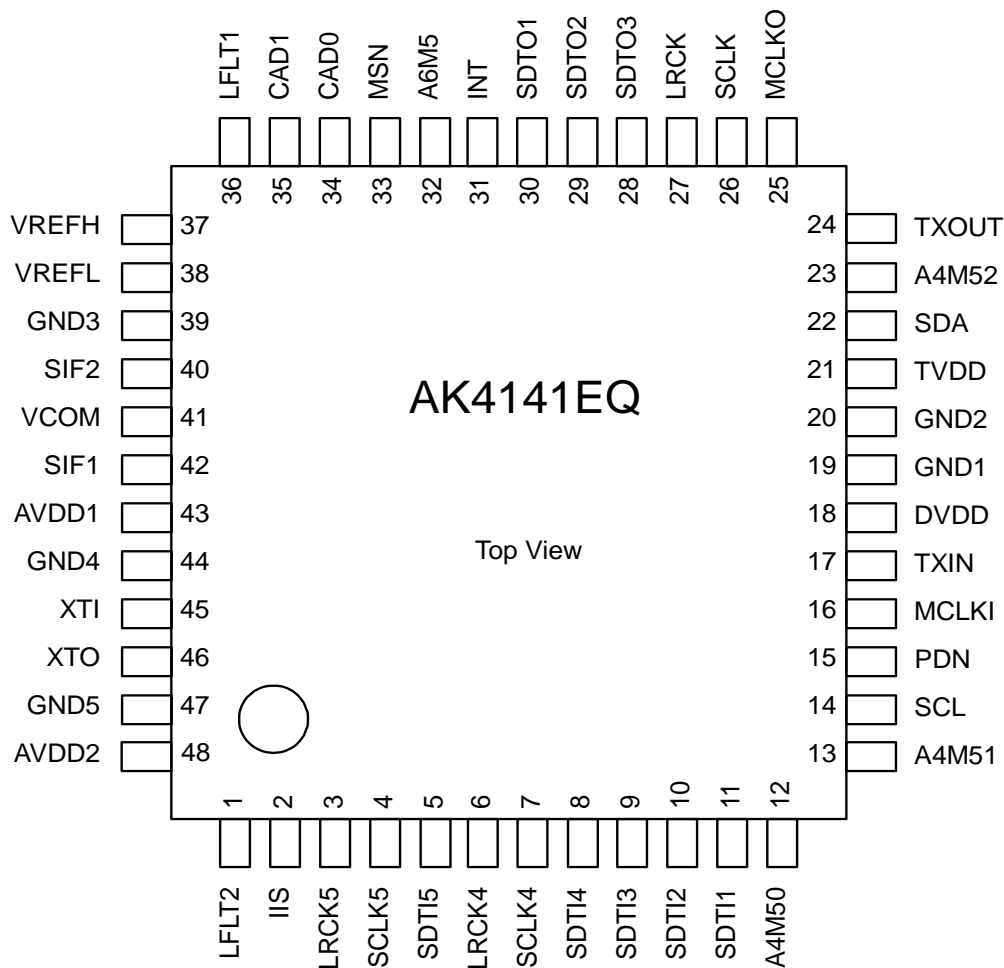 LFLT1 CAD1 CAD0 MSN A6M5 INT SDTO1 SDTO2 SDTO3 LRCK SCLK MCLKO
36 35 34 33 32 31 30 29 28 27 26 25
VREFH 37 24 TXOUT
VREFL 38 23 A4M52
GND3 39 22 SDA
SIF2 40 21 TVDD
AK4141EQ
VCOM 41 20 GND2
SIF1 42 19 GND1
AVDD1 43 18 DVDD
Top View
GND4 44 17 TXIN
XTI 45 16 MCLKI
XTO 46 15 PDN
GND5 47 14 SCL
AVDD2 48 13 A4M51
1 2 3 4 5 6 7 8 9 10 11 12
LFLT2 IIS LRCK5 SCLK5 SDTI5 LRCK4 SCLK4 SDTI4 SDTI3 SDTI2 SDTI1 A4M50